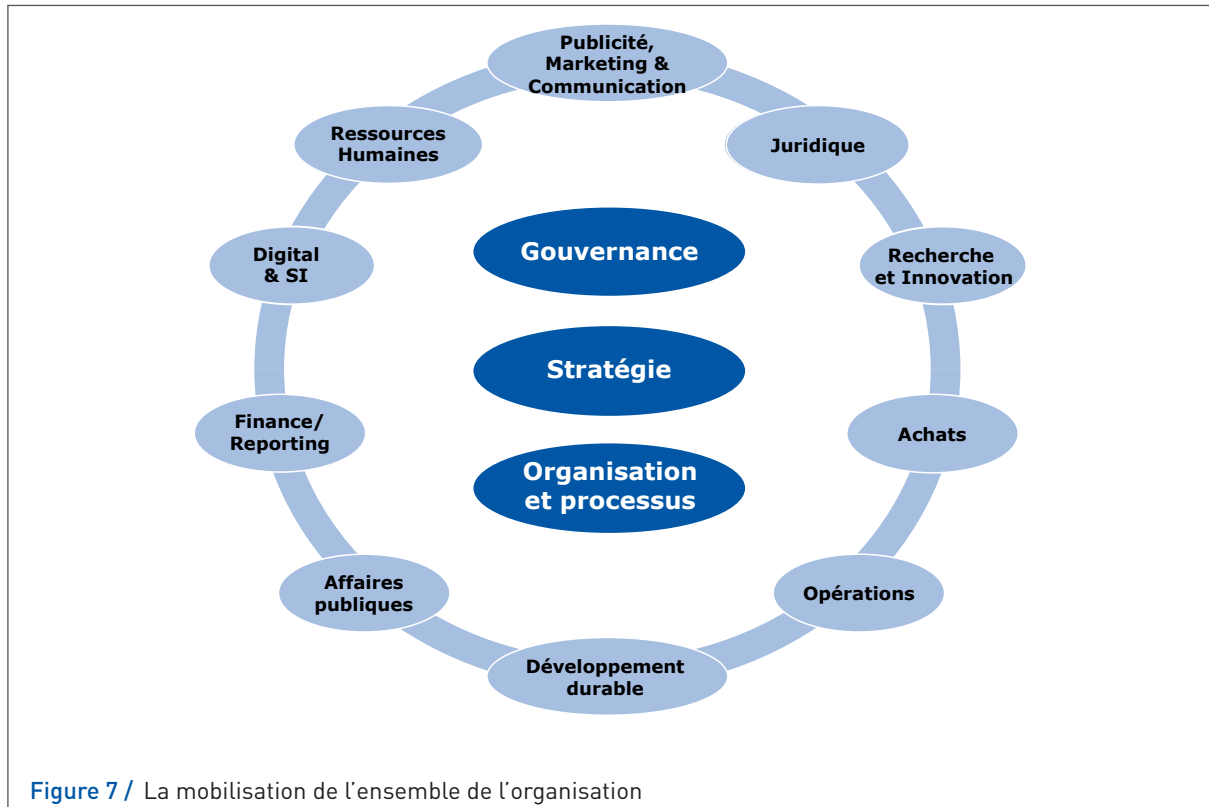 Publicité,
Marketing &
Communication
Ressources
Humaines
Juridique
Gouvernance
Digital
& SI
Recherche
et Innovation
Stratégie
Finance/
Reporting
Achats
Organisation
et processus
Affaires
publiques
Opérations
Développement
durable
Figure 7 / La mobilisation de l’ensemble de l’organisation